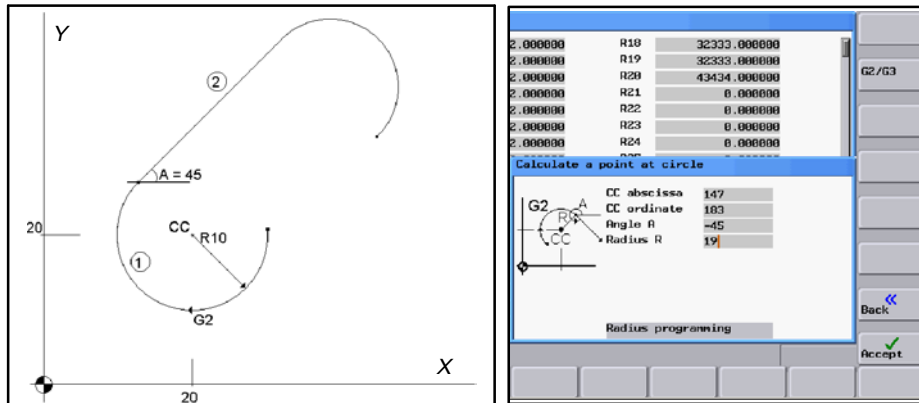 Y
2
A = 45
20
CC
R10
1
G2
X
20
2.000000 R18 32333.000000
2.000000 R19 32333.000000
2.000000 R20 43434.000000
2.000000 R21 0.000000
2.000000 R22 0.000000
2.000000 R23 0.000000
2.000000 R24 0.000000
Calculate a point at circle
G2 A
R
CC
CC abscissa 147
CC ordinate 183
Angle A -45
Radius R 19
Radius programming
G2/G3
Back
Accept